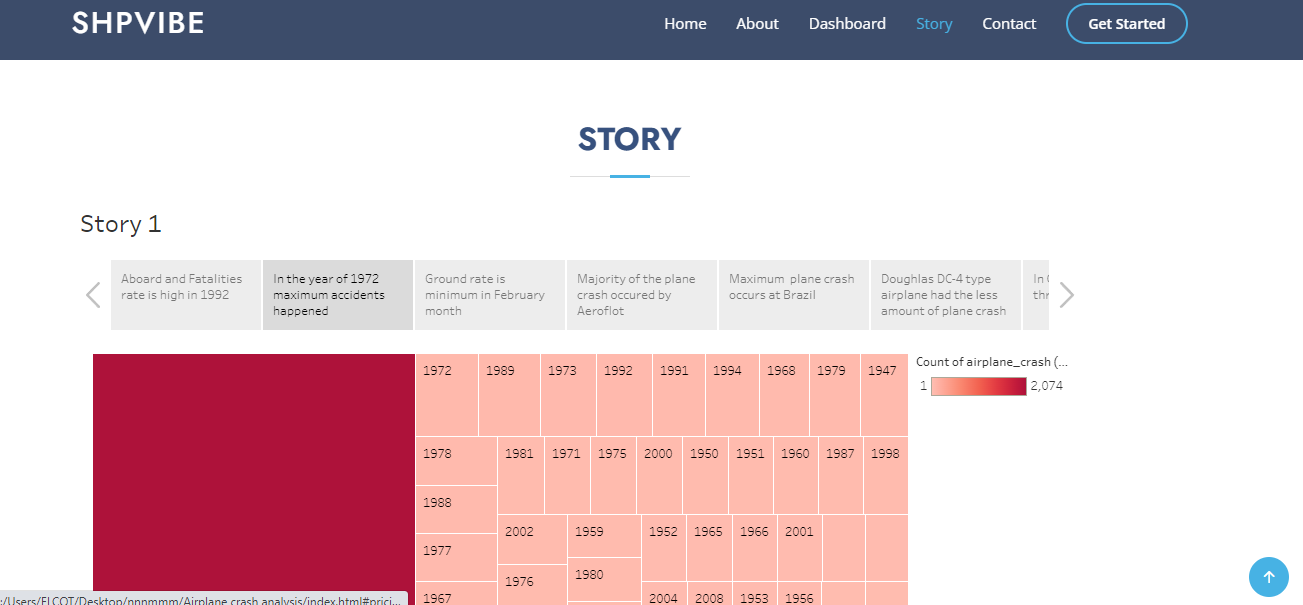 SHPVIBE
Home About Dashboard Story Contact Get Started
STORY
Story 1
Aboard and Fatalities
rate is high in 1992
In the year of 1972
maximum accidents
happened
Ground rate is
minimum in February
month
Majority of the plane
crash occured by
Aeroflot
Maximum plane crash
occurs at Brazil
Doughlas DC-4 type
airplane had the less
amount of plane crash
In
thr
Count of airplane_crash (...
1 2,074
1972 1989 1973 1992 1991 1994 1968 1979 1947
1978 1981 1971 1975 2000 1950 1951 1960 1987 1998
1988
2002 1959 1952 1965 1966 2001
1977
1980
1976
1967 2004 2008 1953 1956
:/Users/ELCOT/Desktop/nnnmmm/Airplane crash analysis/index.html#prici...